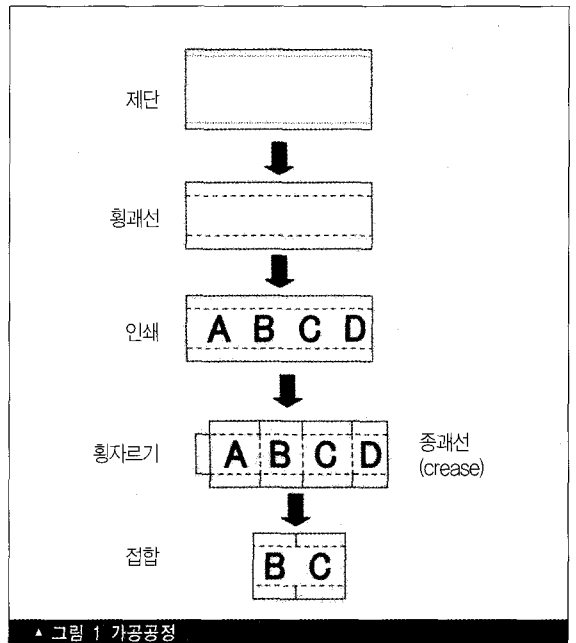 제단
횡괘선
인쇄
A B C D
횡자르기
A B C D
종괘선
(crease)
접합
B C
▲ 그림 1 가공공정